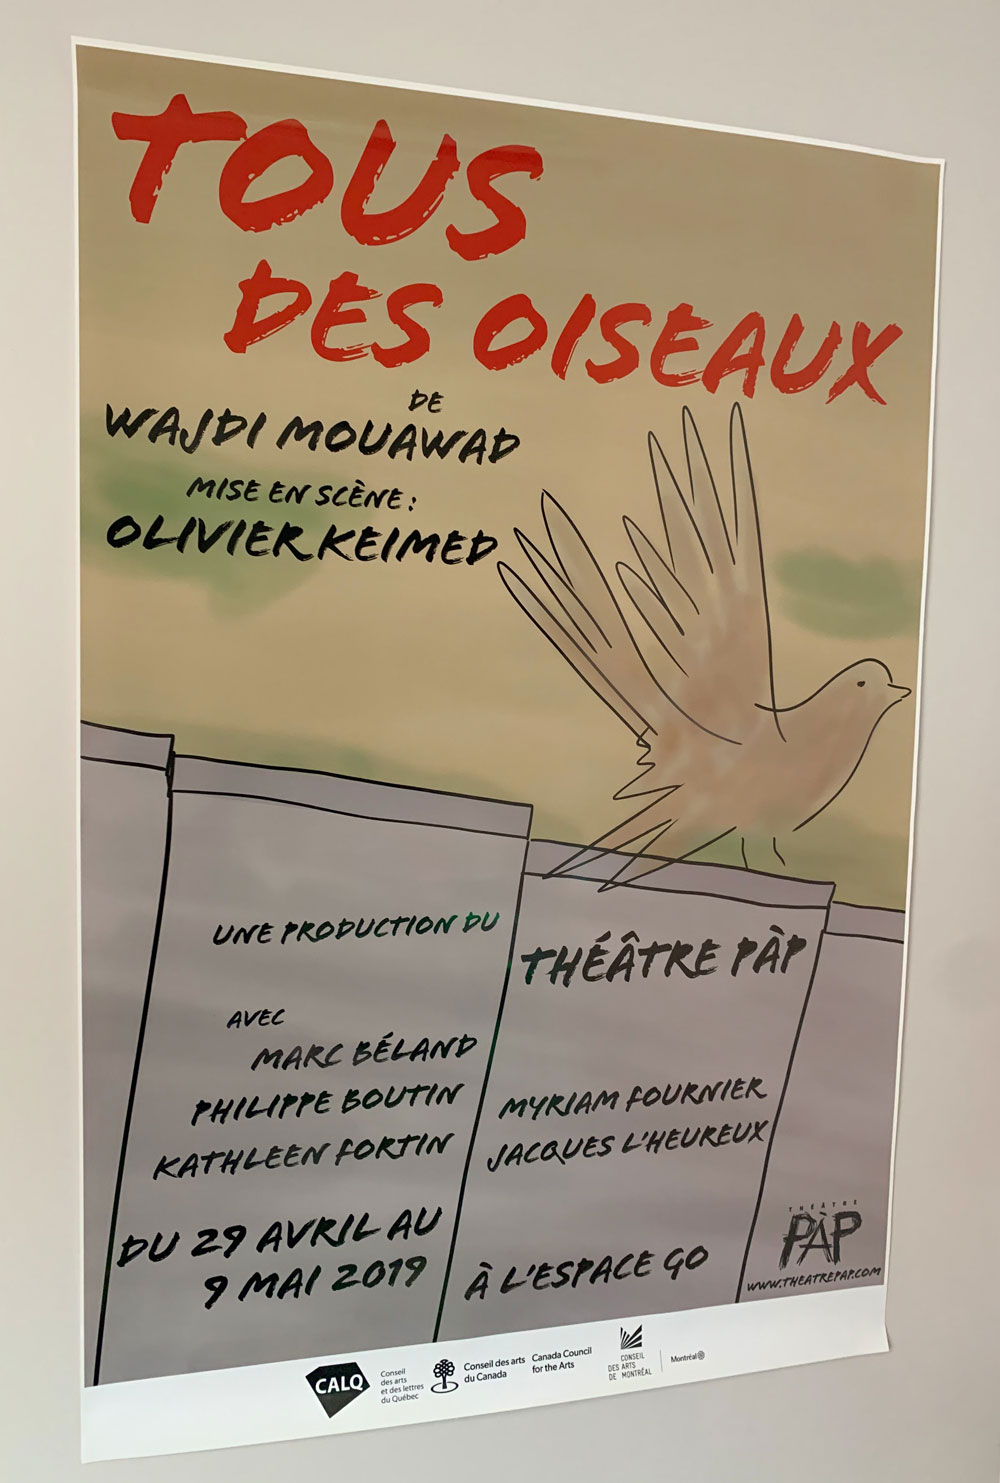 TOUS
DES OISEAUX
DE
WAJDI MOUAWAD
MISE EN SCÈNE :
OLIVIER KEIMED
UNE PRODUCTION DU
THÉÂTRE PÀP
AVEC
MARC BÉLAND
PHILIPPE BOUTIN
KATHLEEN FORTIN
MYRIAM FOURNIER
JACQUES L'HEUREUX
DU 29 AVRIL AU
9 MAI 2019
À L'ESPACE GO
THÉÂTRE
PÀP
WWW.THEATREPAP.COM
CALQ
Conseil
des arts
et des lettres
du Québec
Conseil des arts
du Canada
Canada Council
for the Arts
CONSEIL
DES ARTS
DE MONTRÉAL
Montréal